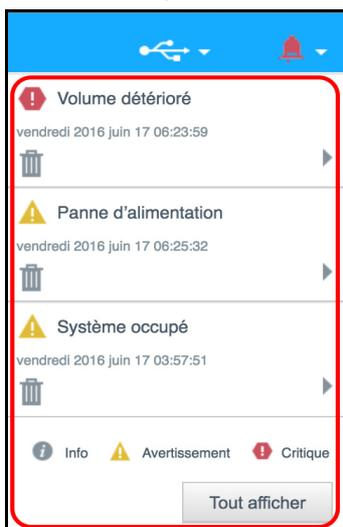 Volume détérioré
vendredi 2016 juin 17 06:23:59
Panne d’alimentation
vendredi 2016 juin 17 06:25:32
Système occupé
vendredi 2016 juin 17 03:57:51
Info Avertissement Critique
Tout afficher